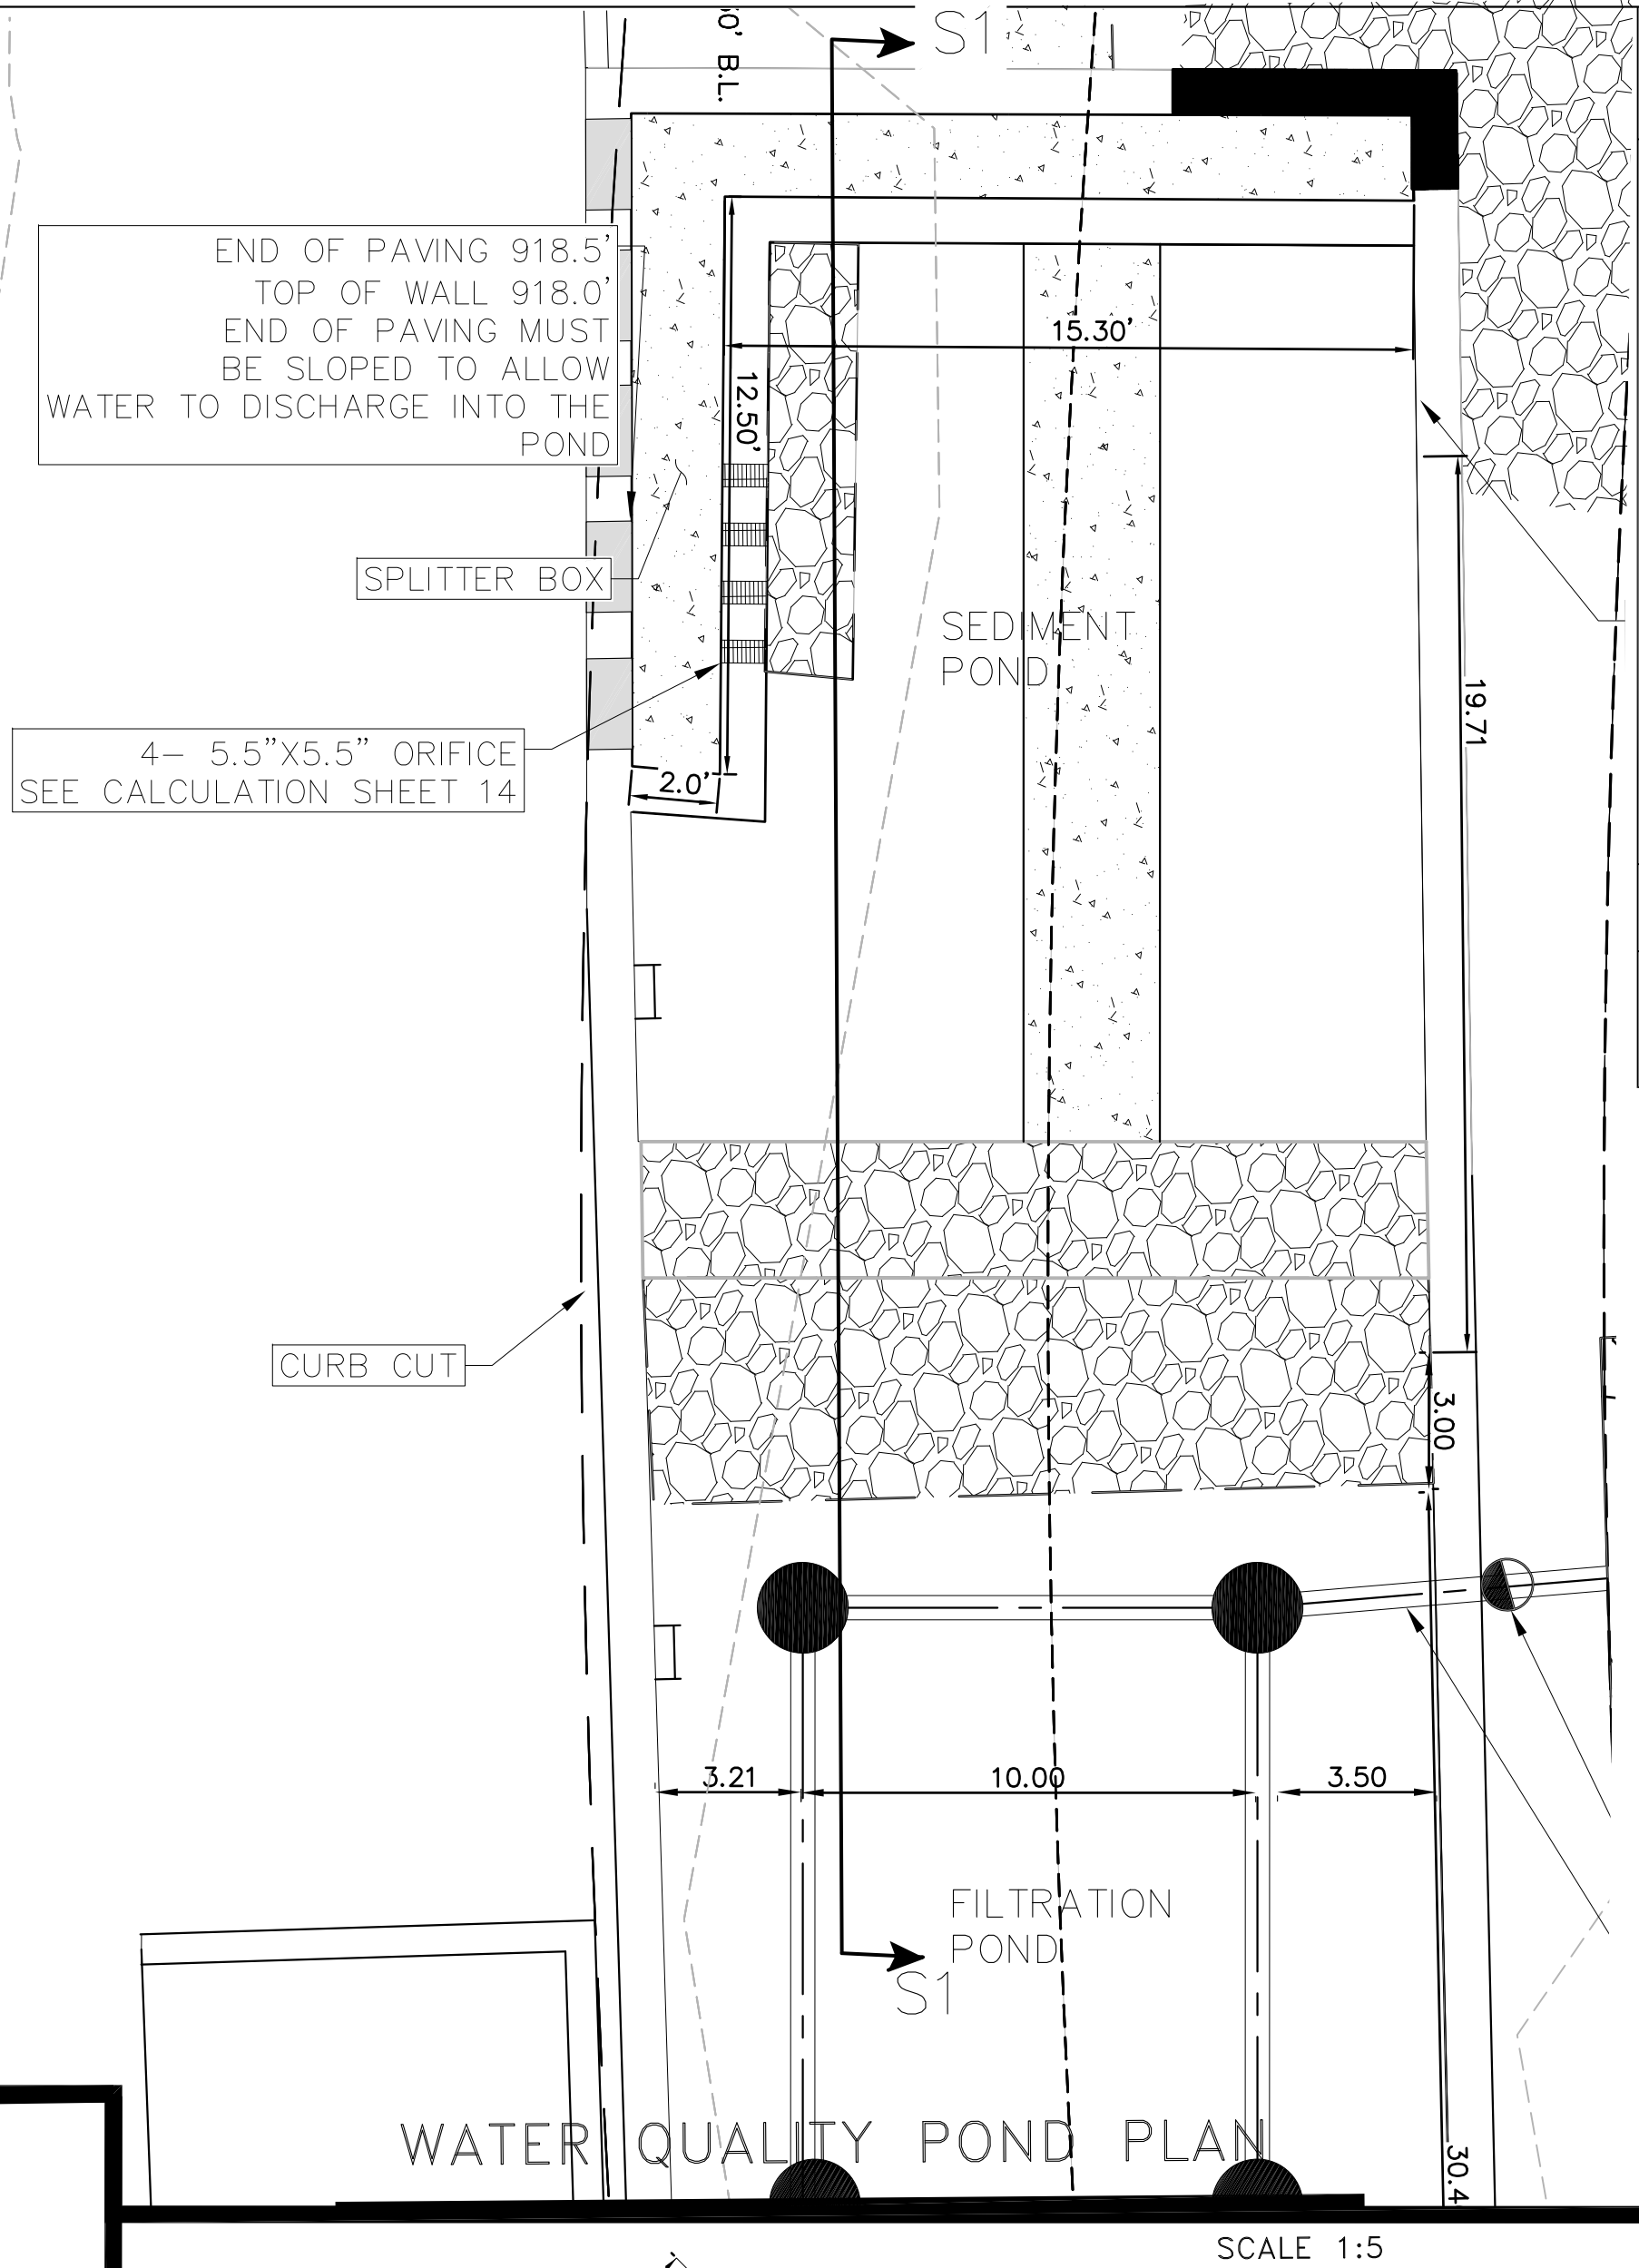 S1
0' B.L.
END OF PAVING 918.5'
TOP OF WALL 918.0'
END OF PAVING MUST
BE SLOPED TO ALLOW
WATER TO DISCHARGE INTO THE
POND
15.30'
12.50'
SPLITTER BOX
SEDIMENT
POND
19.71
4- 5.5"X5.5" ORIFICE
SEE CALCULATION SHEET 14
2.0'
CURB CUT
3.00
3.21
10.00
3.50
FILTRATION
POND
S1
WATER QUALITY POND PLAN
30.4
SCALE 1:5